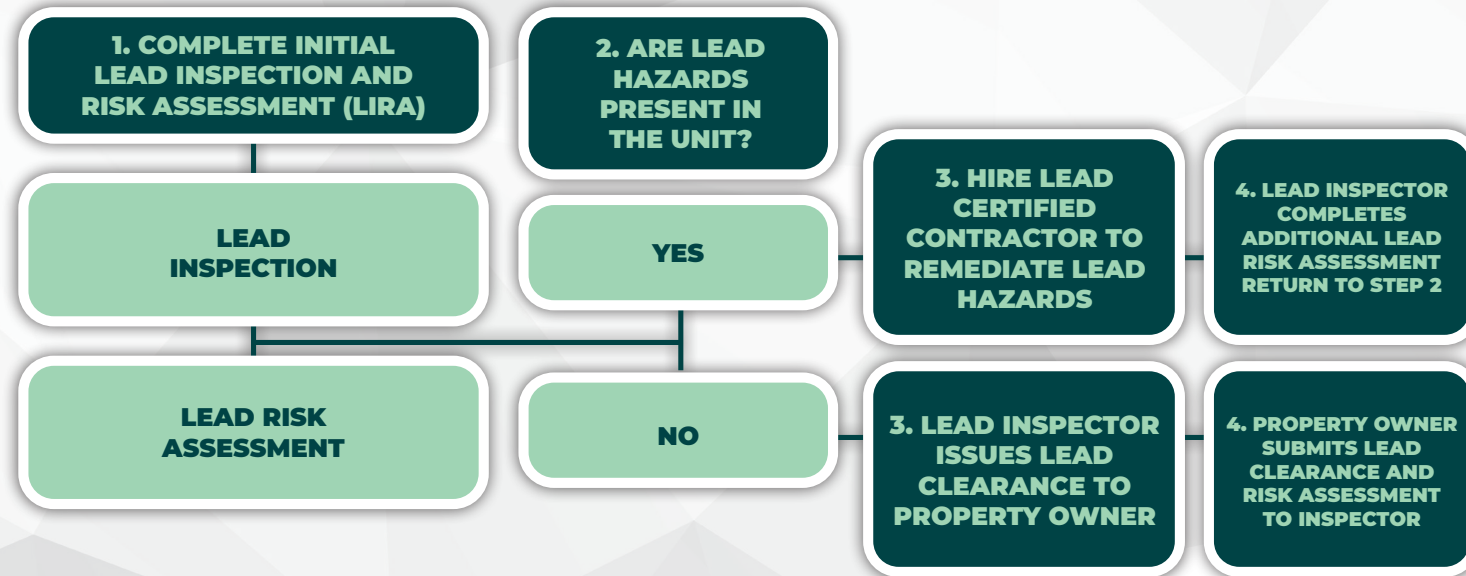 1. COMPLETE INITIAL
LEAD INSPECTION AND
RISK ASSESSMENT (LIRA)
LEAD
INSPECTION
LEAD RISK
ASSESSMENT
2. ARE LEAD
HAZARDS
PRESENT IN
THE UNIT?
YES
NO
3. HIRE LEAD
CERTIFIED
CONTRACTOR TO
REMEDIATE LEAD
HAZARDS
4. LEAD INSPECTOR
COMPLETES
ADDITIONAL LEAD
RISK ASSESSMENT
RETURN TO STEP 2
3. LEAD INSPECTOR
ISSUES LEAD
CLEARANCE TO
PROPERTY OWNER
4. PROPERTY OWNER
SUBMITS LEAD
CLEARANCE AND
RISK ASSESSMENT
TO INSPECTOR